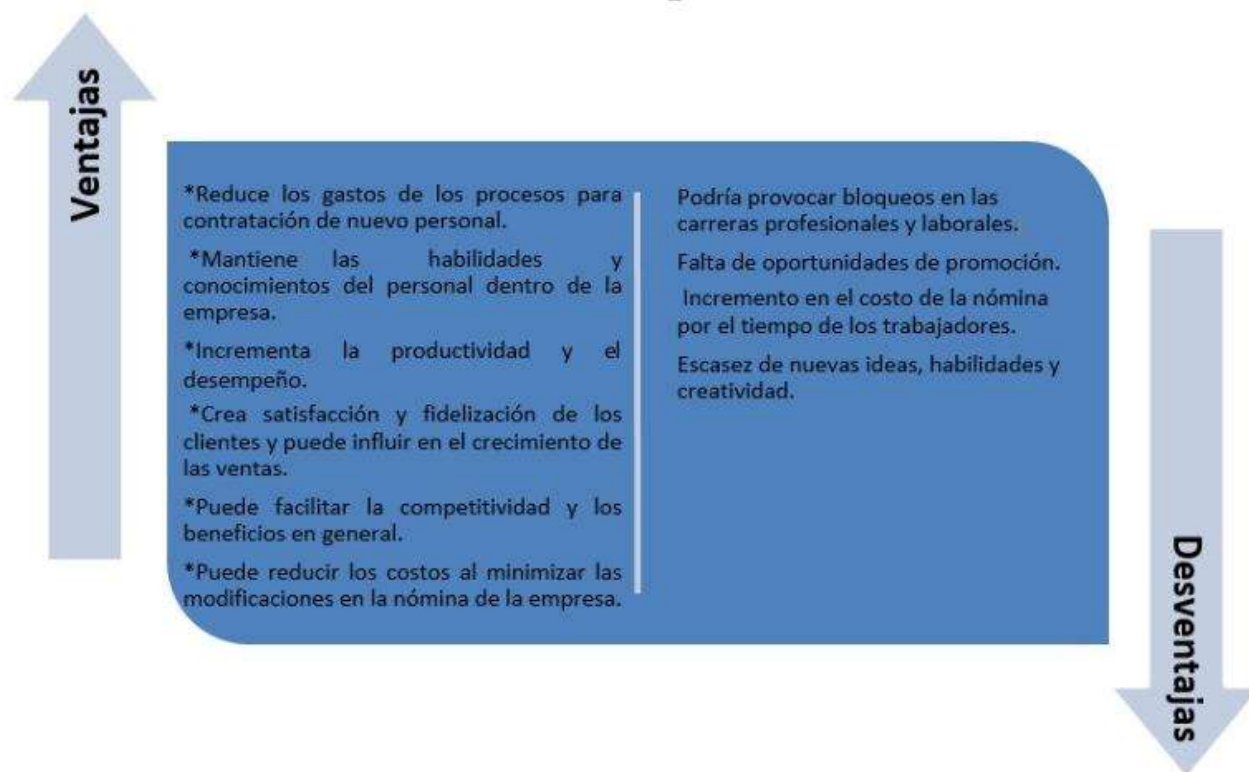 Ventajas
*Reduce los gastos de los procesos para
contratación de nuevo personal.
*Mantiene las habilidades y
conocimientos del personal dentro de la
empresa.
*Incrementa la productividad y el
desempeño.
*Crea satisfacción y fidelización de los
clientes y puede influir en el crecimiento de
las ventas.
*Puede facilitar la competitividad y los
beneficios en general.
*Puede reducir los costos al minimizar las
modificaciones en la nómina de la empresa.
Podría provocar bloqueos en las
carreras profesionales y laborales.
Falta de oportunidades de promoción.
Incremento en el costo de la nómina
por el tiempo de los trabajadores.
Escasez de nuevas ideas, habilidades y
creatividad.
Desventajas